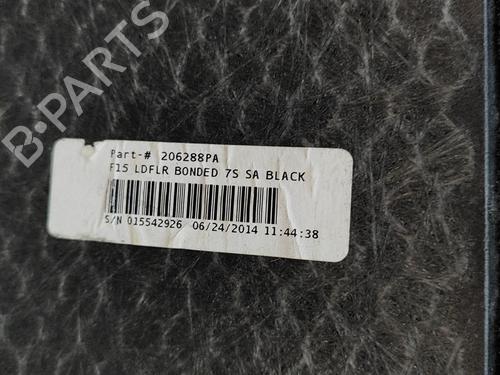 B-PARTS
Part-# 206288PA
F15 LDFLR BONDED 7S SA BLACK
S/N 015542926 06/24/2014 11:44:38